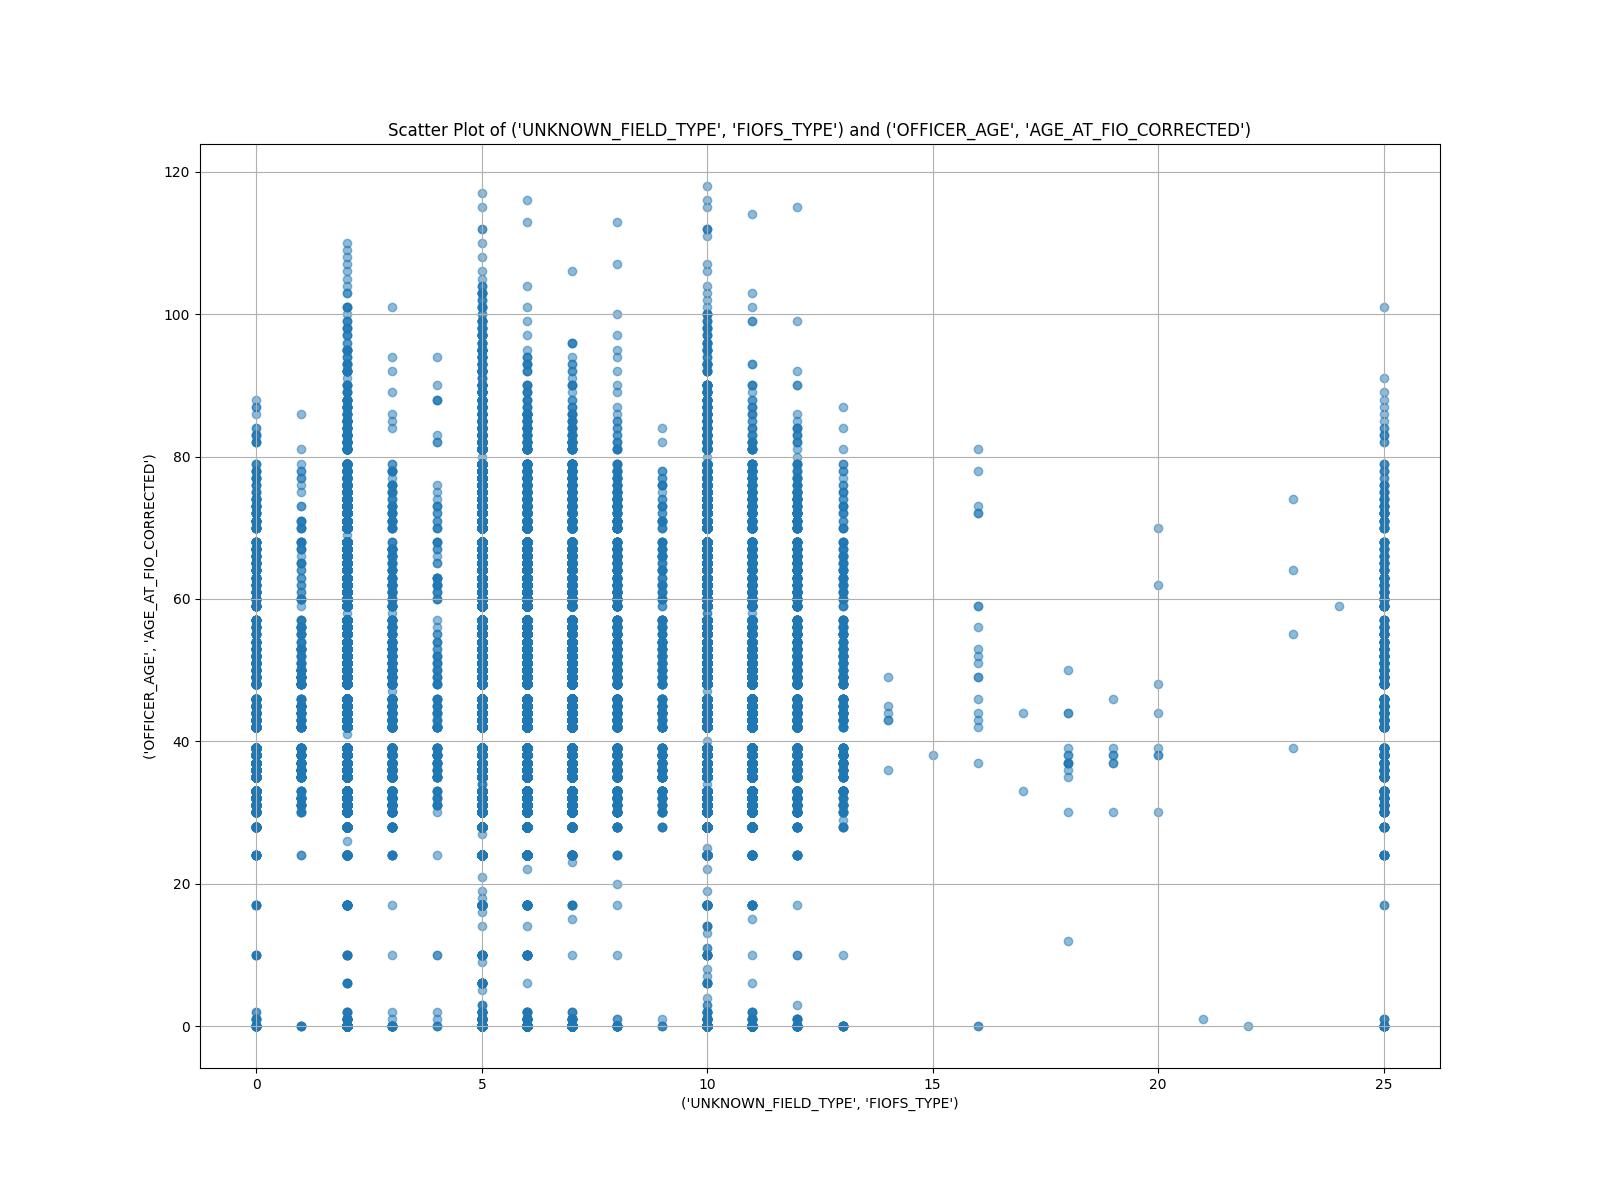 Scatter Plot of ('UNKNOWN_FIELD_TYPE', 'FIOFS_TYPE') and ('OFFICER_AGE', 'AGE_AT_FIO_CORRECTED')
('OFFICER_AGE', 'AGE_AT_FIO_CORRECTED')
120
100
80
60
40
20
0
0 5 10 15 20 25
('UNKNOWN_FIELD_TYPE', 'FIOFS_TYPE')